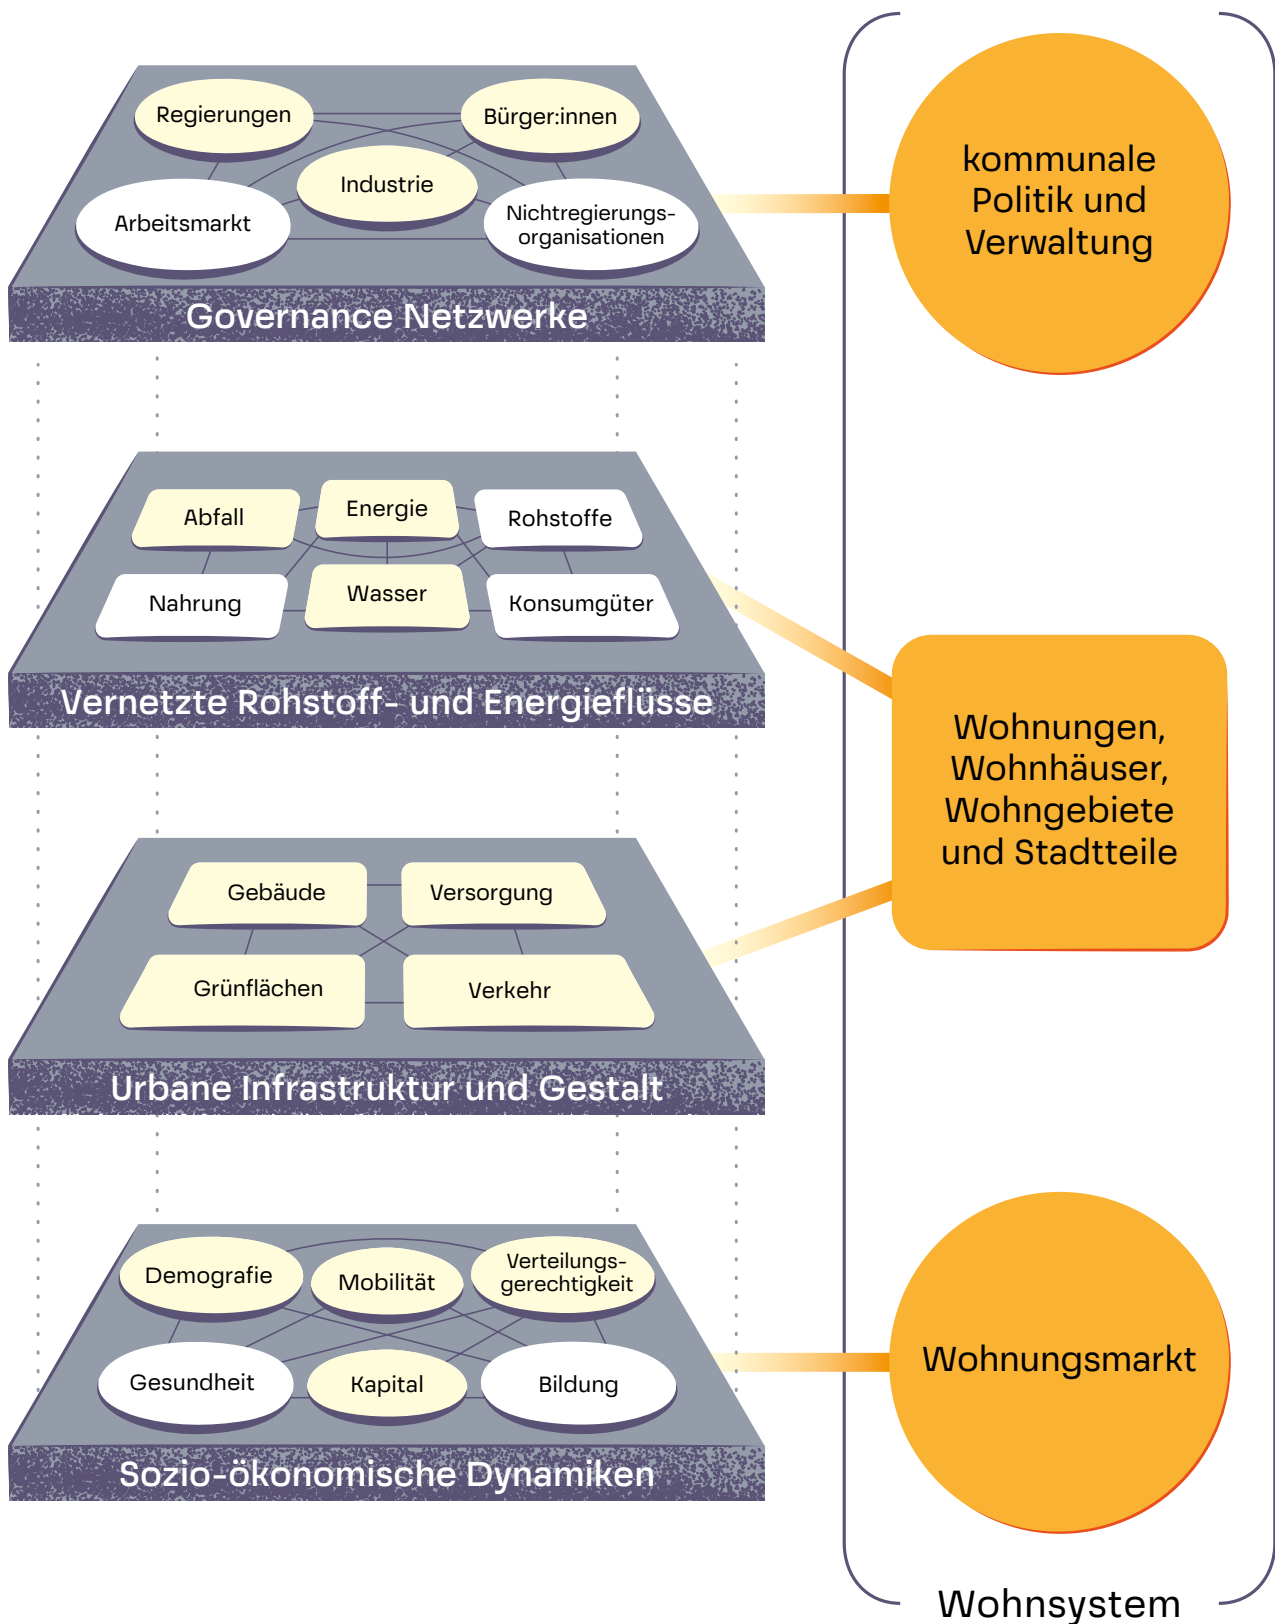 Regierungen
Bürger:innen
Industrie
Arbeitsmarkt
Nichtregierungs-
organisationen
Governance Netzwerke
kommunale
Politik und
Verwaltung
Abfall
Energie
Rohstoffe
Nahrung
Wasser
Konsumgüter
Vernetzte Rohstoff- und Energieflüsse
Wohnungen,
Wohnhäuser,
Wohngebiete
und Stadtteile
Gebäude
Versorgung
Grünflächen
Verkehr
Urbane Infrastruktur und Gestalt
Demografie
Mobilität
Verteilungs-
gerechtigkeit
Gesundheit
Kapital
Bildung
Sozio-ökonomische Dynamiken
Wohnungsmarkt
Wohnsystem